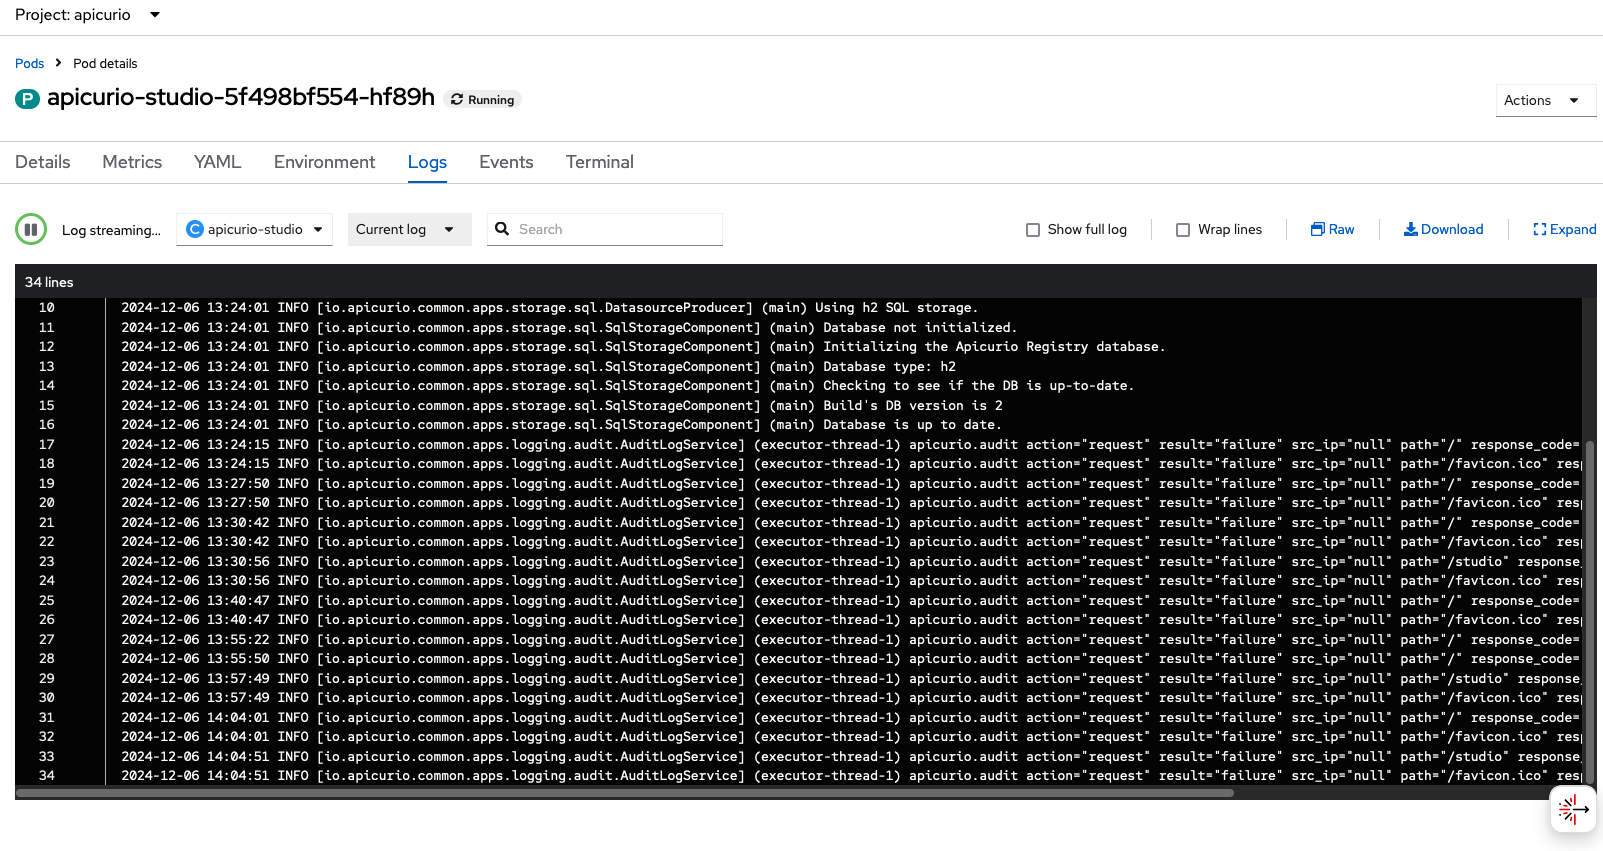 Project: apicurio
Pods > Pod details
P apicurio-studio-5f498bf554-hf89h Running
Actions
Details Metrics YAML Environment Logs Events Terminal
Log streaming... C apicurio-studio Current log Search Show full log Wrap lines Raw Download Expand
34 lines
10 2024-12-06 13:24:01 INFO [io.apicurio.common.apps.storage.sql.DatasourceProducer] (main) Using h2 SQL storage.
11 2024-12-06 13:24:01 INFO [io.apicurio.common.apps.storage.sql.SqlStorageComponent] (main) Database not initialized.
12 2024-12-06 13:24:01 INFO [io.apicurio.common.apps.storage.sql.SqlStorageComponent] (main) Initializing the Apicurio Registry database.
13 2024-12-06 13:24:01 INFO [io.apicurio.common.apps.storage.sql.SqlStorageComponent] (main) Database type: h2
14 2024-12-06 13:24:01 INFO [io.apicurio.common.apps.storage.sql.SqlStorageComponent] (main) Checking to see if the DB is up-to-date.
15 2024-12-06 13:24:01 INFO [io.apicurio.common.apps.storage.sql.SqlStorageComponent] (main) Build's DB version is 2
16 2024-12-06 13:24:01 INFO [io.apicurio.common.apps.storage.sql.SqlStorageComponent] (main) Database is up to date.
17 2024-12-06 13:24:15 INFO [io.apicurio.common.apps.logging.audit.AuditLogService] (executor-thread-1) apicurio.audit action="request" result="failure" src_ip="null" path="/" response_code=
18 2024-12-06 13:24:15 INFO [io.apicurio.common.apps.logging.audit.AuditLogService] (executor-thread-1) apicurio.audit action="request" result="failure" src_ip="null" path="/favicon.ico" resp
19 2024-12-06 13:27:50 INFO [io.apicurio.common.apps.logging.audit.AuditLogService] (executor-thread-1) apicurio.audit action="request" result="failure" src_ip="null" path="/" response_code=
20 2024-12-06 13:27:50 INFO [io.apicurio.common.apps.logging.audit.AuditLogService] (executor-thread-1) apicurio.audit action="request" result="failure" src_ip="null" path="/favicon.ico" resp
21 2024-12-06 13:30:42 INFO [io.apicurio.common.apps.logging.audit.AuditLogService] (executor-thread-1) apicurio.audit action="request" result="failure" src_ip="null" path="/" response_code=
22 2024-12-06 13:30:42 INFO [io.apicurio.common.apps.logging.audit.AuditLogService] (executor-thread-1) apicurio.audit action="request" result="failure" src_ip="null" path="/favicon.ico" resp
23 2024-12-06 13:30:56 INFO [io.apicurio.common.apps.logging.audit.AuditLogService] (executor-thread-1) apicurio.audit action="request" result="failure" src_ip="null" path="/studio" response_
24 2024-12-06 13:30:56 INFO [io.apicurio.common.apps.logging.audit.AuditLogService] (executor-thread-1) apicurio.audit action="request" result="failure" src_ip="null" path="/favicon.ico" resp
25 2024-12-06 13:40:47 INFO [io.apicurio.common.apps.logging.audit.AuditLogService] (executor-thread-1) apicurio.audit action="request" result="failure" src_ip="null" path="/" response_code=
26 2024-12-06 13:40:47 INFO [io.apicurio.common.apps.logging.audit.AuditLogService] (executor-thread-1) apicurio.audit action="request" result="failure" src_ip="null" path="/favicon.ico" resp
27 2024-12-06 13:55:22 INFO [io.apicurio.common.apps.logging.audit.AuditLogService] (executor-thread-1) apicurio.audit action="request" result="failure" src_ip="null" path="/" response_code=
28 2024-12-06 13:55:50 INFO [io.apicurio.common.apps.logging.audit.AuditLogService] (executor-thread-1) apicurio.audit action="request" result="failure" src_ip="null" path="/" response_code=
29 2024-12-06 13:57:49 INFO [io.apicurio.common.apps.logging.audit.AuditLogService] (executor-thread-1) apicurio.audit action="request" result="failure" src_ip="null" path="/studio" response_
30 2024-12-06 13:57:49 INFO [io.apicurio.common.apps.logging.audit.AuditLogService] (executor-thread-1) apicurio.audit action="request" result="failure" src_ip="null" path="/favicon.ico" resp
31 2024-12-06 14:04:01 INFO [io.apicurio.common.apps.logging.audit.AuditLogService] (executor-thread-1) apicurio.audit action="request" result="failure" src_ip="null" path="/" response_code=
32 2024-12-06 14:04:01 INFO [io.apicurio.common.apps.logging.audit.AuditLogService] (executor-thread-1) apicurio.audit action="request" result="failure" src_ip="null" path="/favicon.ico" resp
33 2024-12-06 14:04:51 INFO [io.apicurio.common.apps.logging.audit.AuditLogService] (executor-thread-1) apicurio.audit action="request" result="failure" src_ip="null" path="/studio" response_
34 2024-12-06 14:04:51 INFO [io.apicurio.common.apps.logging.audit.AuditLogService] (executor-thread-1) apicurio.audit action="request" result="failure" src_ip="null" path="/favicon.ico" resp